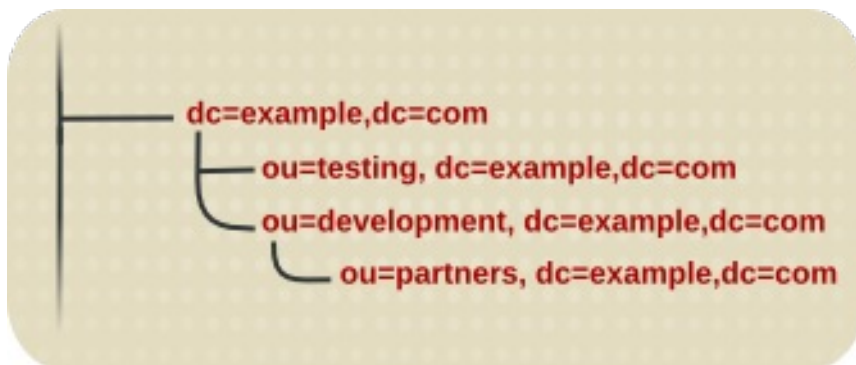 dc=example,dc=com
ou=testing, dc=example,dc=com
ou=development, dc=example,dc=com
ou=partners, dc=example,dc=com